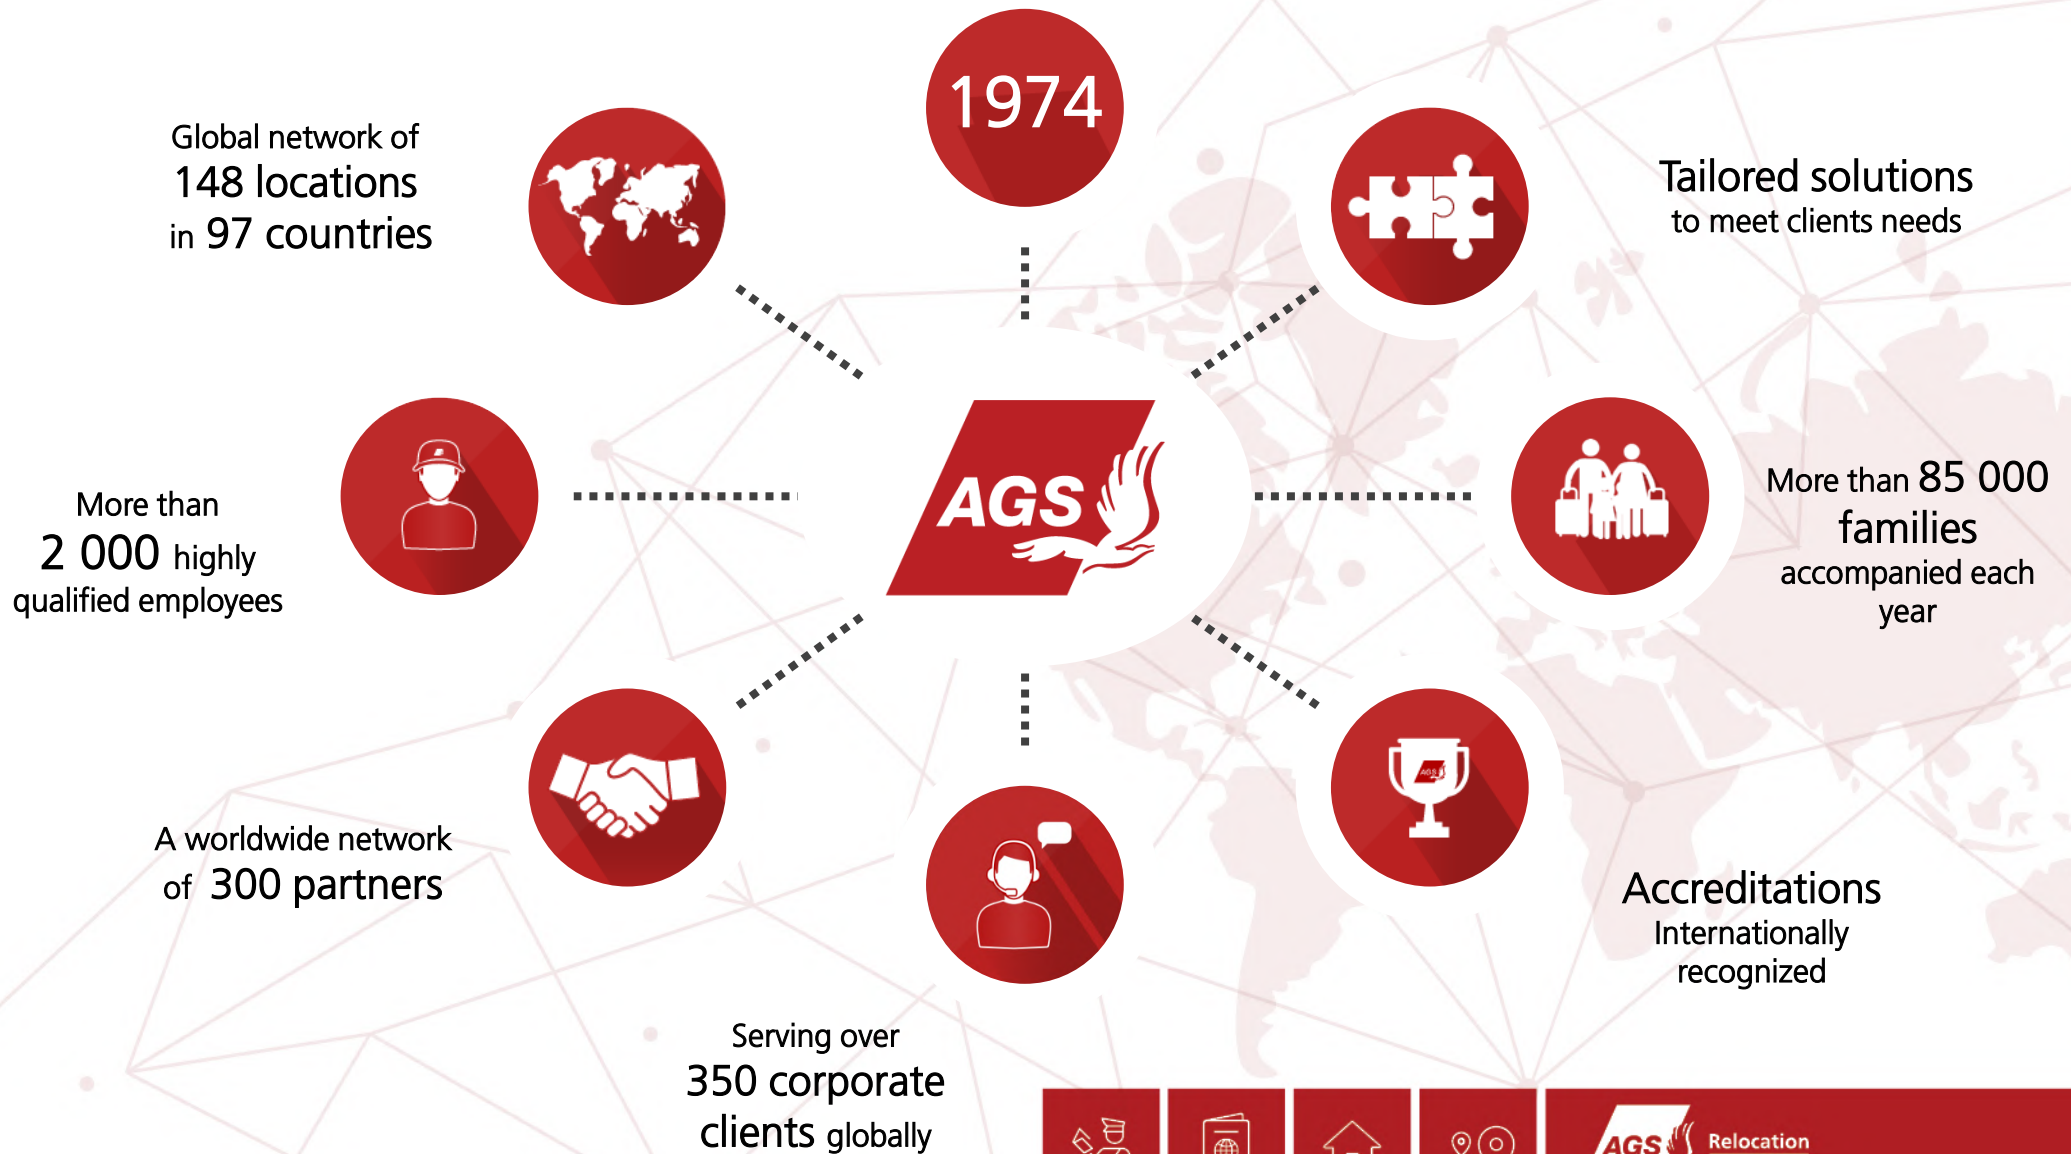 1974
Global network of
148 locations
in 97 countries
Tailored solutions
to meet clients needs
AGS
More than
2 000 highly
qualified employees
More than 85 000
families
accompanied each
year
A worldwide network
of 300 partners
AGS
Accreditations
Internationally
recognized
Serving over
350 corporate
clients globally
AGS
Relocation